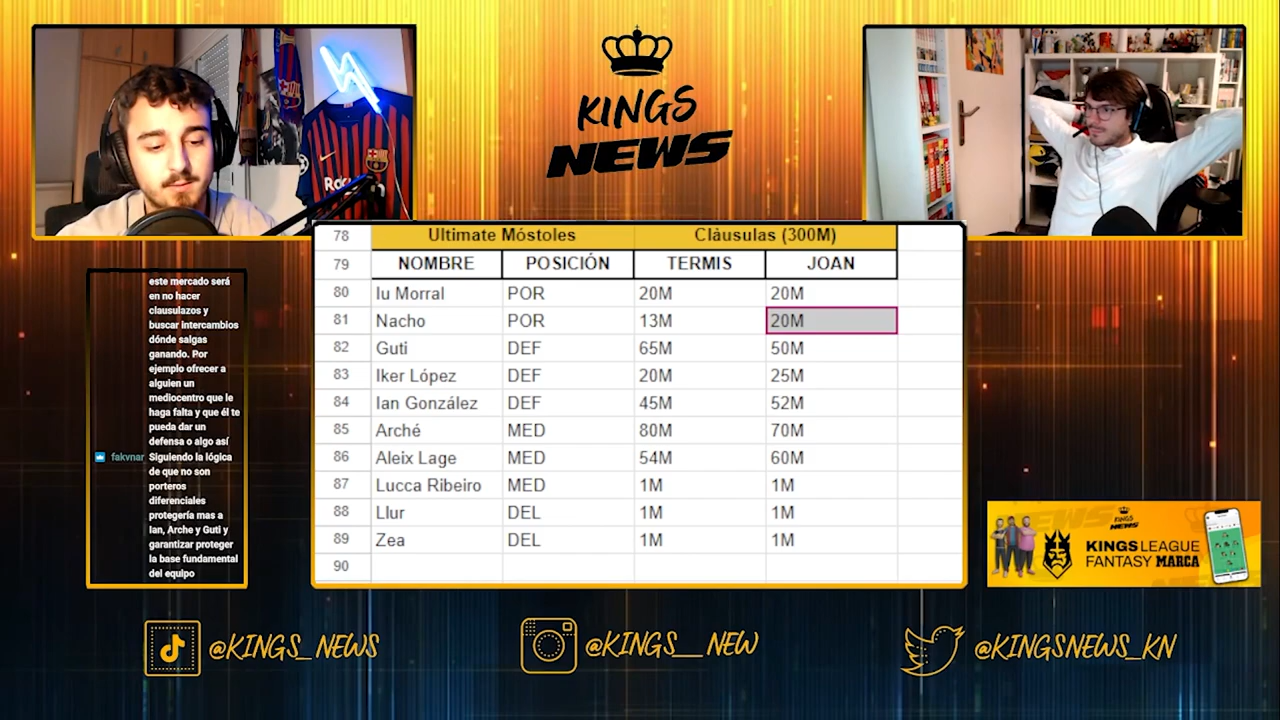 KINGS
NEWS
Rak
78 Ultimate Móstoles Cláusulas (300M)
79 NOMBRE POSICIÓN TERMIS JOAN
80 Iu Morral POR 20M 20M
81 Nacho POR 13M 20M
82 Guti DEF 65M 50M
83 Iker López DEF 20M 25M
84 Ian González DEF 45M 52M
85 Arché MED 80M 70M
86 Aleix Lage MED 54M 60M
87 Lucca Ribeiro MED 1M 1M
88 Llur DEL 1M 1M
89 Zea DEL 1M 1M
90
este mercado será
en no hacer
clausulazos y
buscar intercambios
dónde salgas
ganando. Por
ejemplo ofrecer a
alguien un
mediocentro que le
haga falta y que él te
pueda dar un
defensa o algo así
fakvnar Siguiendo la lógica
de que no son
porteros
diferenciales
protegería mas a
Ian, Arche y Guti y
garantizar proteger
la base fundamental
del equipo
KINGS
NEWS
KINGS LEAGUE
FANTASY MARCA
@KINGS_NEWS
@KINGS__NEW
@KINGSNEWS_KN